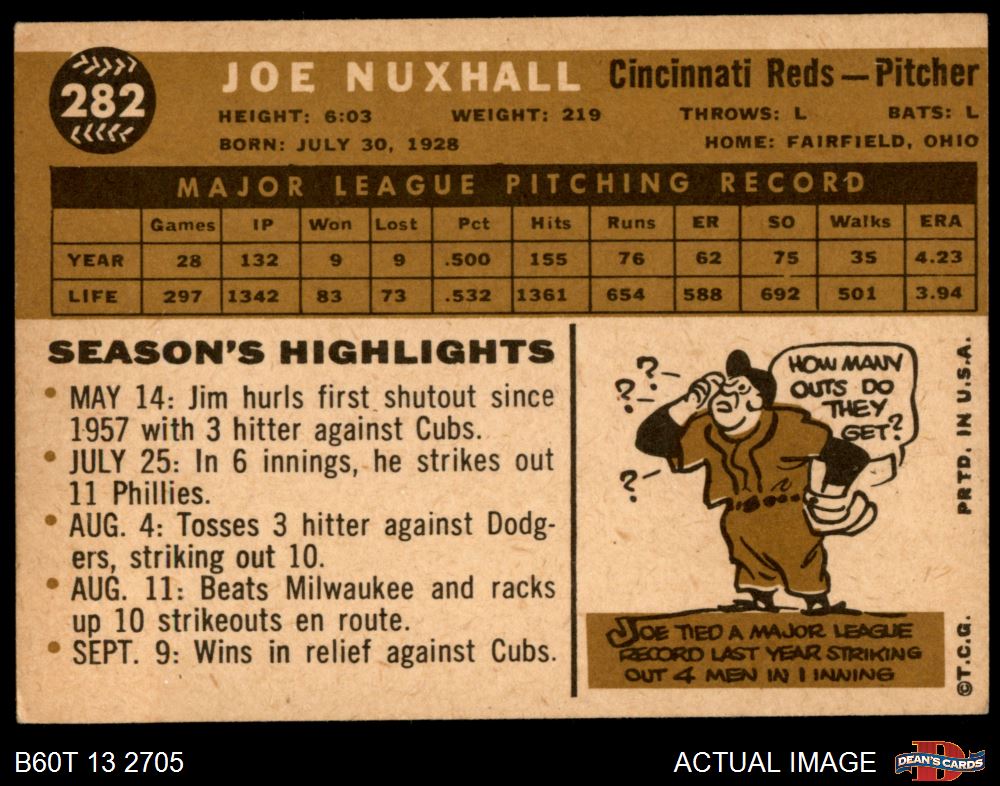 282
JOE NUXHALL Cincinnati Reds — Pitcher
HEIGHT: 6:03 WEIGHT: 219 THROWS: L BATS: L
BORN: JULY 30, 1928 HOME: FAIRFIELD, OHIO
MAJOR LEAGUE PITCHING RECORD
Games IP Won Lost Pct Hits Runs ER SO Walks ERA
YEAR 28 132 9 9 .500 155 76 62 75 35 4.23
LIFE 297 1342 83 73 .532 1361 654 588 692 501 3.94
SEASON'S HIGHLIGHTS
• MAY 14: Jim hurls first shutout since
1957 with 3 hitter against Cubs.
• JULY 25: In 6 innings, he strikes out
11 Phillies.
• AUG. 4: Tosses 3 hitter against Dodg-
ers, striking out 10.
• AUG. 11: Beats Milwaukee and racks
up 10 strikeouts en route.
• SEPT. 9: Wins in relief against Cubs.
?
?
?
HOW MANY
OUTS DO
THEY
GET?
JOE TIED A MAJOR LEAGUE
RECORD LAST YEAR STRIKING
OUT 4 MEN IN 1 INNING
PRTD. IN U.S.A.
©T.C.G.
B60T 13 2705 ACTUAL IMAGE
D
DEAN'S CARDS